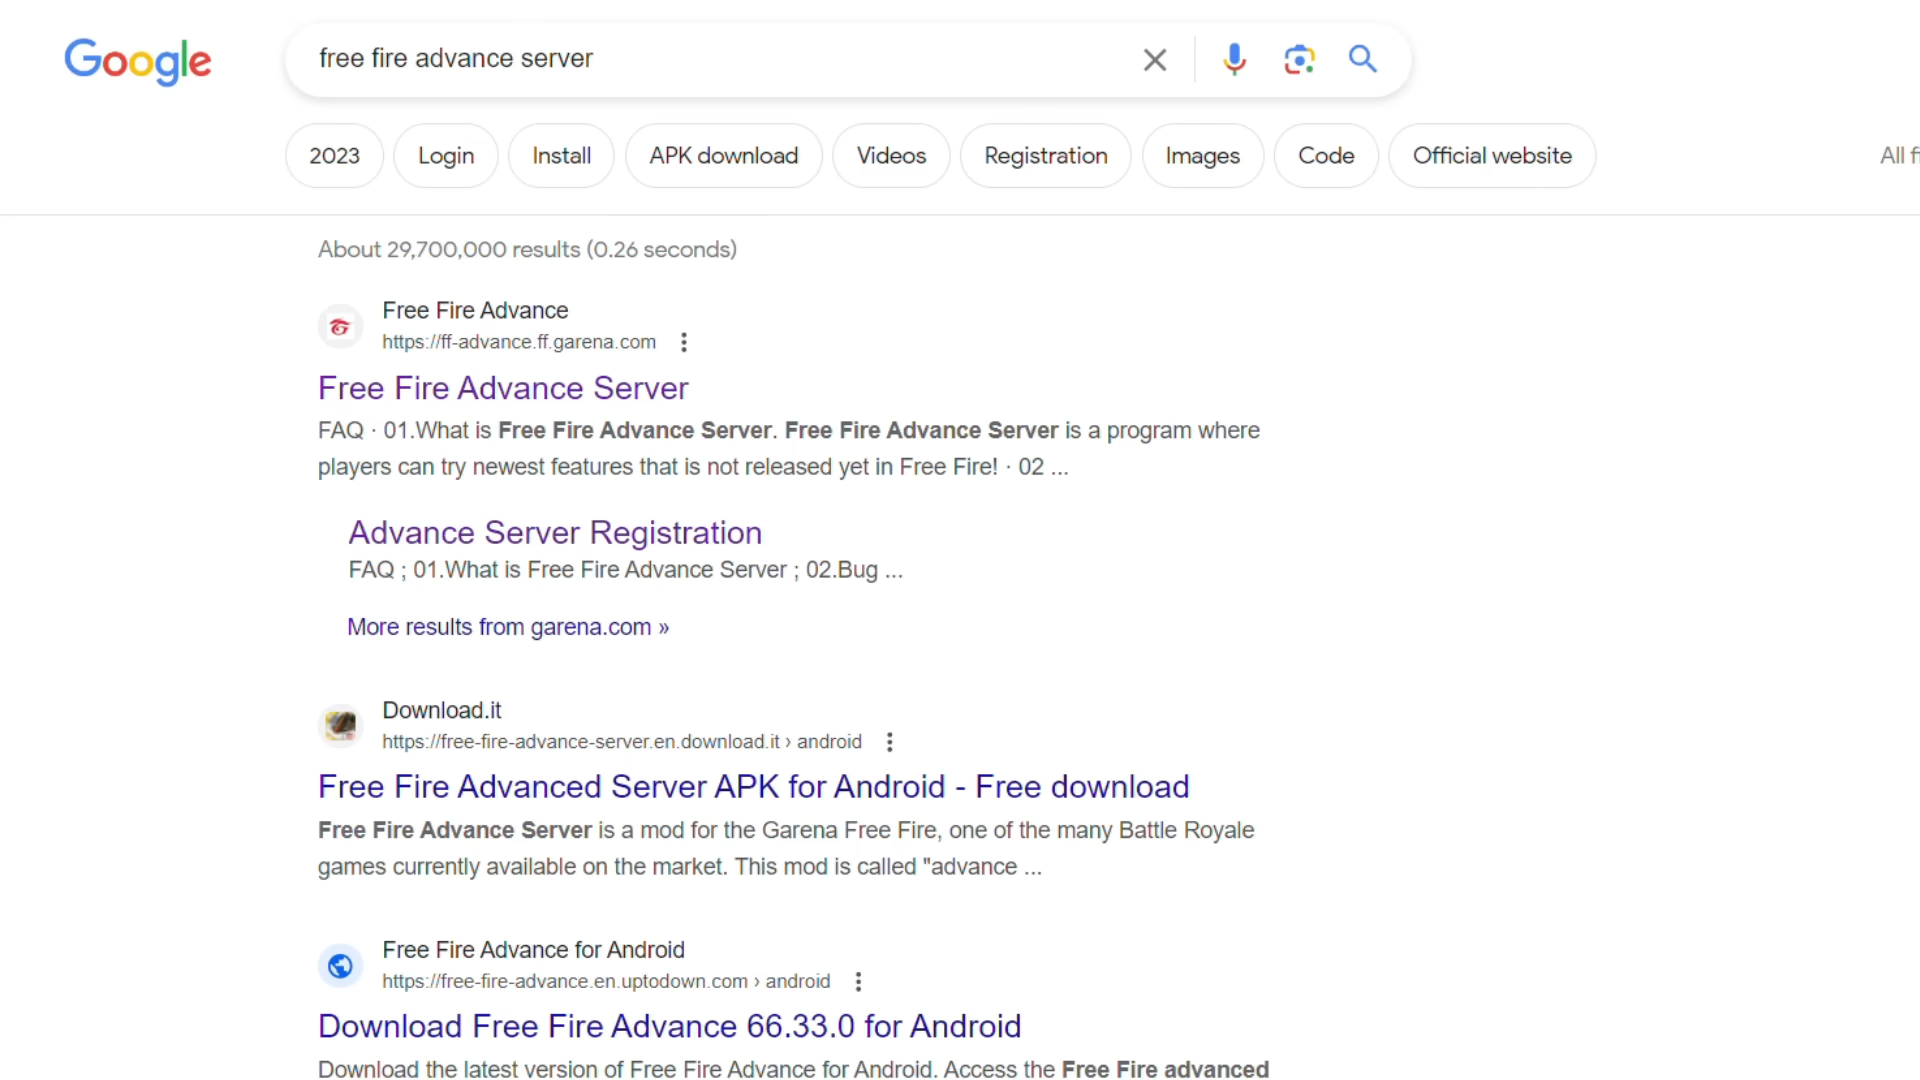 Google
free fire advance server
2023
Login
Install
APK download
Videos
Registration
Images
Code
Official website
About 29,700,000 results (0.26 seconds)
Free Fire Advance
https://ff-advance.ff.garena.com
Free Fire Advance Server
FAQ · 01.What is Free Fire Advance Server. Free Fire Advance Server is a program where
players can try newest features that is not released yet in Free Fire! · 02 ...
Advance Server Registration
FAQ ; 01.What is Free Fire Advance Server ; 02.Bug ...
More results from garena.com »
Download.it
https://free-fire-advance-server.en.download.it › android
Free Fire Advanced Server APK for Android - Free download
Free Fire Advance Server is a mod for the Garena Free Fire, one of the many Battle Royale
games currently available on the market. This mod is called "advance ...
Free Fire Advance for Android
https://free-fire-advance.en.uptodown.com › android
Download Free Fire Advance 66.33.0 for Android
Download the latest version of Free Fire Advance for Android. Access the Free Fire advanced